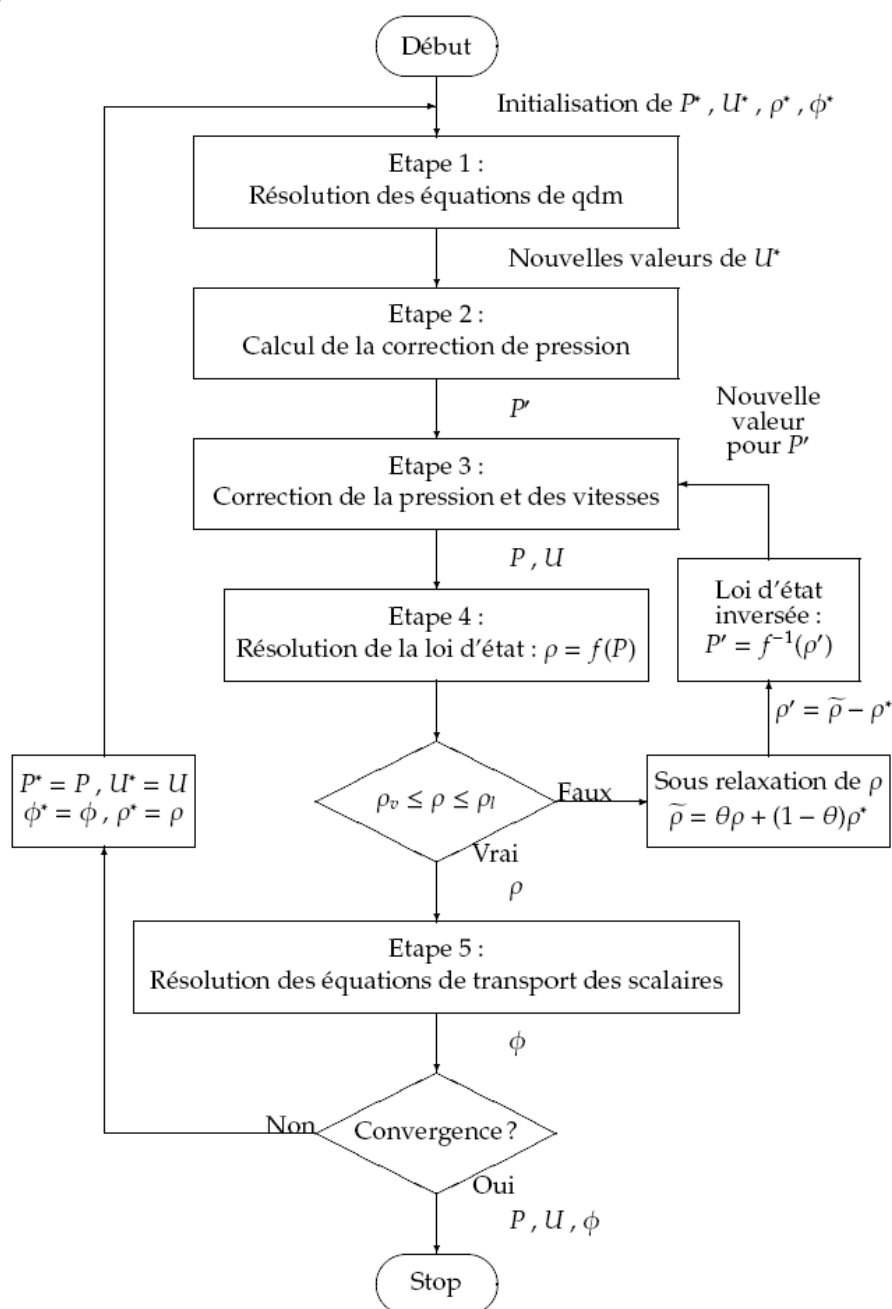 Début
Initialisation de P* , U* , ρ* , ϕ*
Etape 1 :
Résolution des équations de qdm
Nouvelles valeurs de U*
Etape 2 :
Calcul de la correction de pression
P′
Nouvelle
valeur
pour P′
Etape 3 :
Correction de la pression et des vitesses
P , U
Loi d'état
inversée :
P′ = f⁻¹(ρ′)
Etape 4 :
Résolution de la loi d'état : ρ = f(P)
ρ′ = ρ̃ − ρ*
P* = P , U* = U
ϕ* = ϕ , ρ* = ρ
ρᵥ ≤ ρ ≤ ρₗ
Faux
Sous relaxation de ρ
ρ̃ = θρ + (1 − θ)ρ*
Vrai
ρ
Etape 5 :
Résolution des équations de transport des scalaires
ϕ
Non
Convergence ?
Oui
P , U , ϕ
Stop